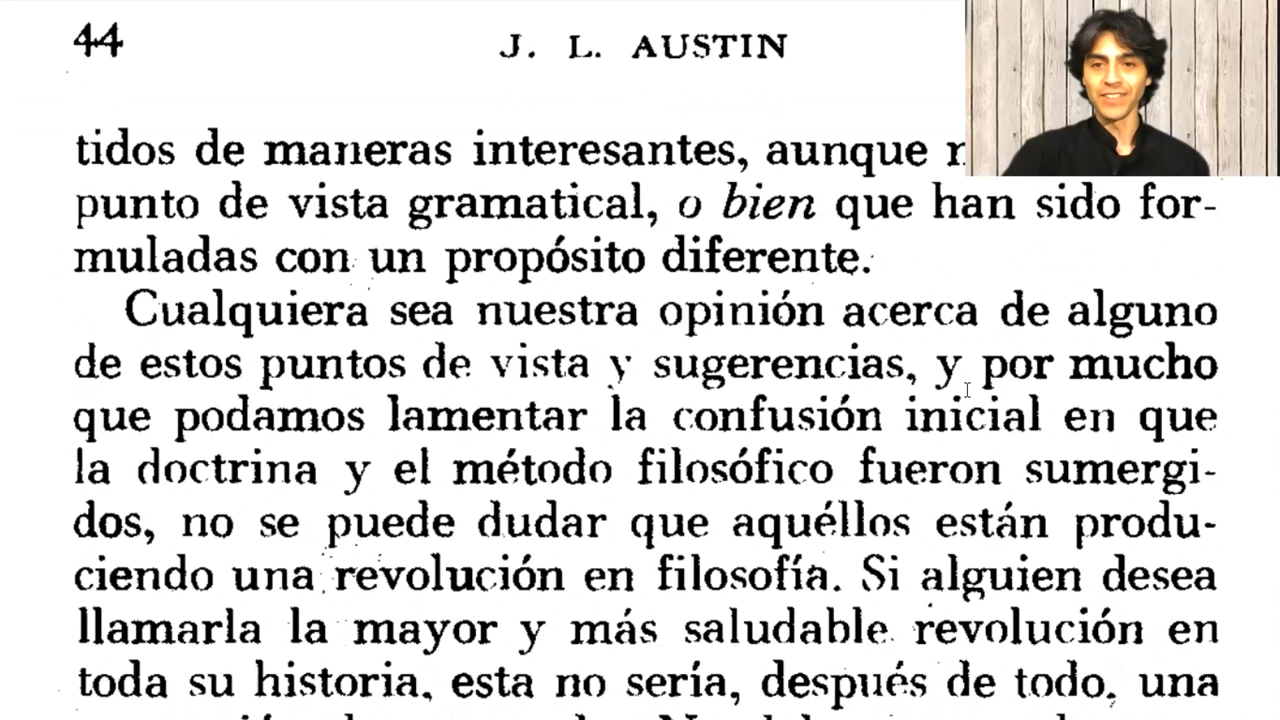 44
J. L. AUSTIN
tidos de maneras interesantes, aunque
punto de vista gramatical, o bien que han sido for-
muladas con un propósito diferente.
Cualquiera sea nuestra opinión acerca de alguno
de estos puntos de vista y sugerencias, y por mucho
que podamos lamentar la confusión inicial en que
la doctrina y el método filosófico fueron sumergi-
dos, no se puede dudar que aquéllos están produ-
ciendo una revolución en filosofía. Si alguien desea
llamarla la mayor y más saludable revolución en
toda su historia, esta no sería, después de todo, una